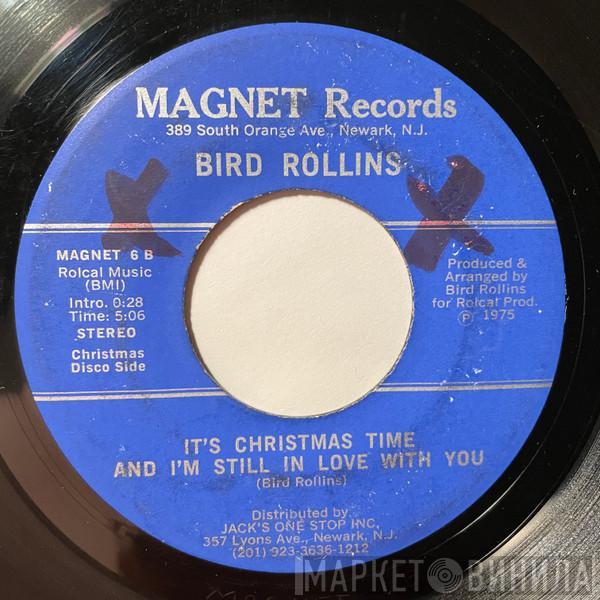 MAGNET Records
389 South Orange Ave., Newark, N.J.
BIRD ROLLINS
MAGNET 6 B
Rolcal Music
(BMI)
Intro. 0:28
Time: 5:06
STEREO
Christmas
Disco Side
Produced &
Arranged by
Bird Rollins
for Rolcal Prod.
℗ 1975
IT'S CHRISTMAS TIME
AND I'M STILL IN LOVE WITH YOU
(Bird Rollins)
Distributed by
JACK'S ONE STOP INC.
357 Lyons Ave., Newark, N.J.
(201) 923-3636-1212
МАРКЕТ ВИНИЛА